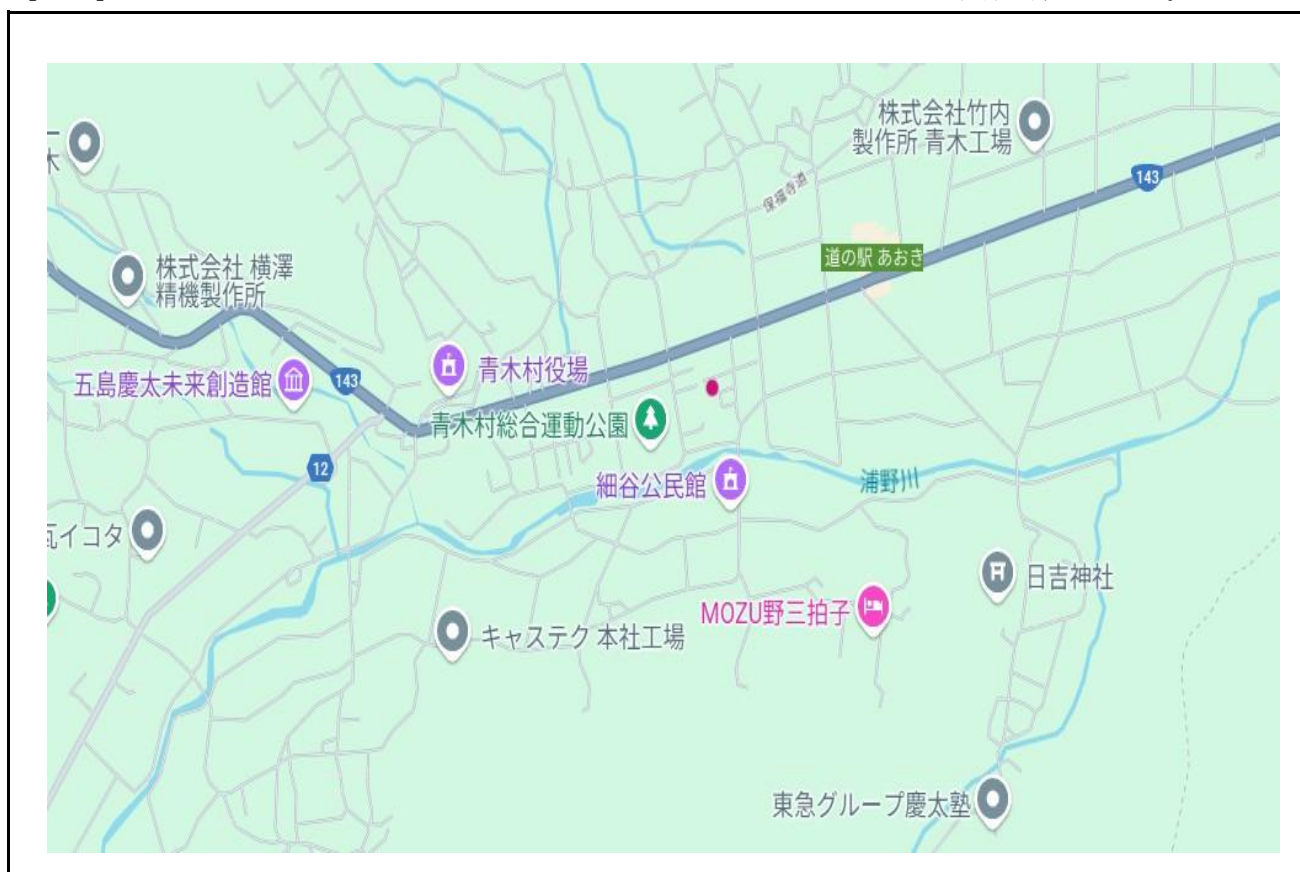 株式会社竹内
製作所 青木工場
木
143
保福寺道
道の駅 あおき
株式会社 横澤
精機製作所
五島慶太未来創造館
143
青木村役場
青木村総合運動公園
12
細谷公民館
浦野川
瓦イコタ
日吉神社
MOZU野三拍子
キャステク 本社工場
東急グループ慶太塾